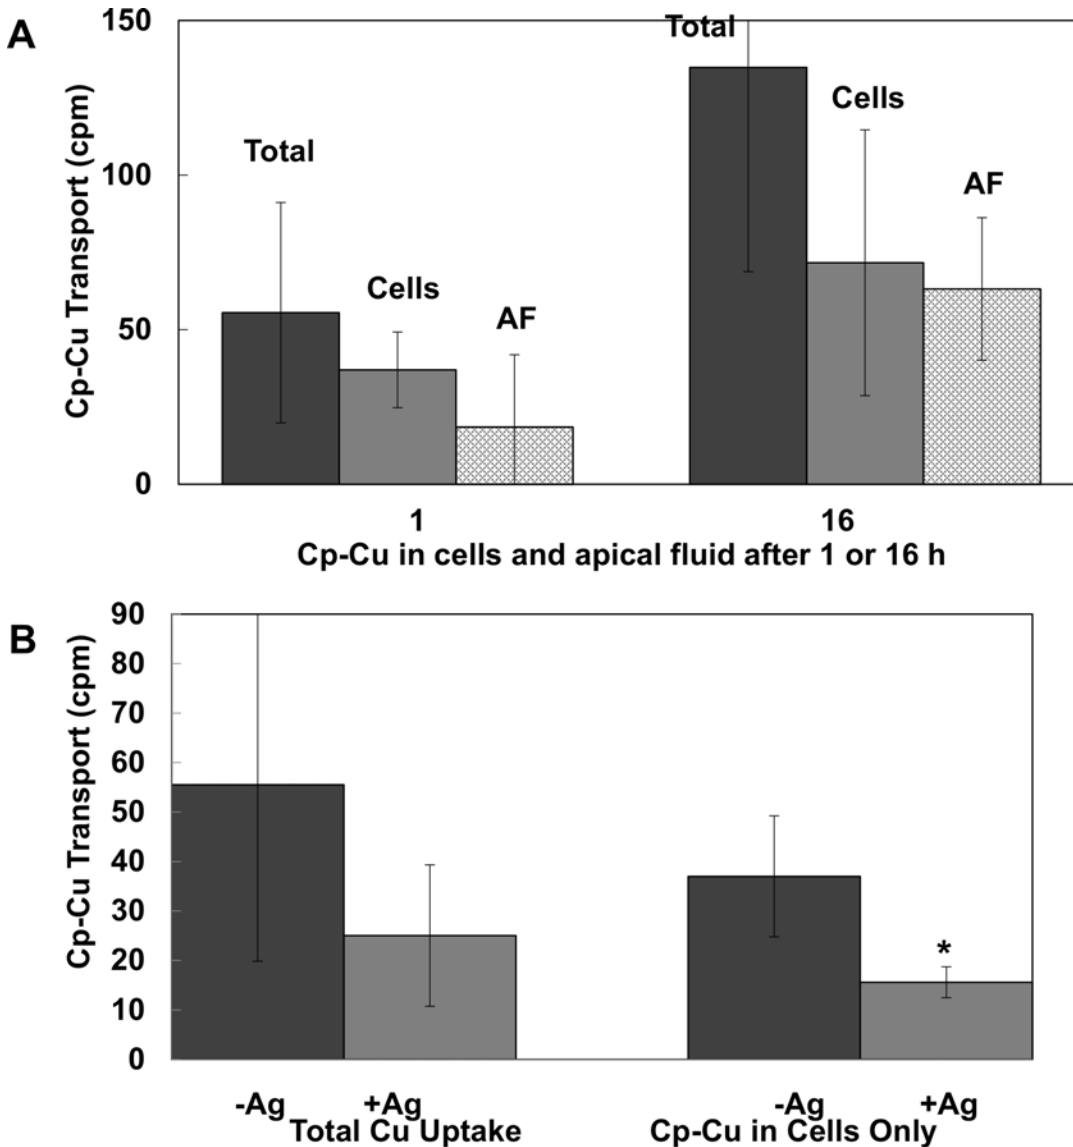 A
Cp-Cu Transport (cpm)
150
100
50
0
Total
Cells
AF
Total
Cells
AF
1 16
Cp-Cu in cells and apical fluid after 1 or 16 h
B
Cp-Cu Transport (cpm)
90
80
70
60
50
40
30
20
10
0
*
-Ag +Ag -Ag +Ag
Total Cu Uptake Cp-Cu in Cells Only